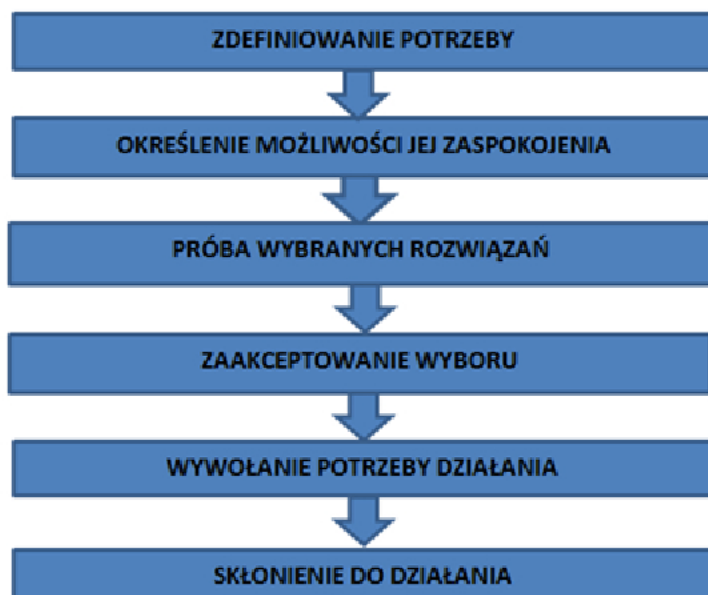 ZDEFINIOWANIE POTRZEBY
OKREŚLENIE MOŻLIWOŚCI JEJ ZASPOKOJENIA
PRÓBA WYBRANYCH ROZWIĄZAŃ
ZAAKCEPTOWANIE WYBORU
WYWOŁANIE POTRZEBY DZIAŁANIA
SKŁONIENIE DO DZIAŁANIA